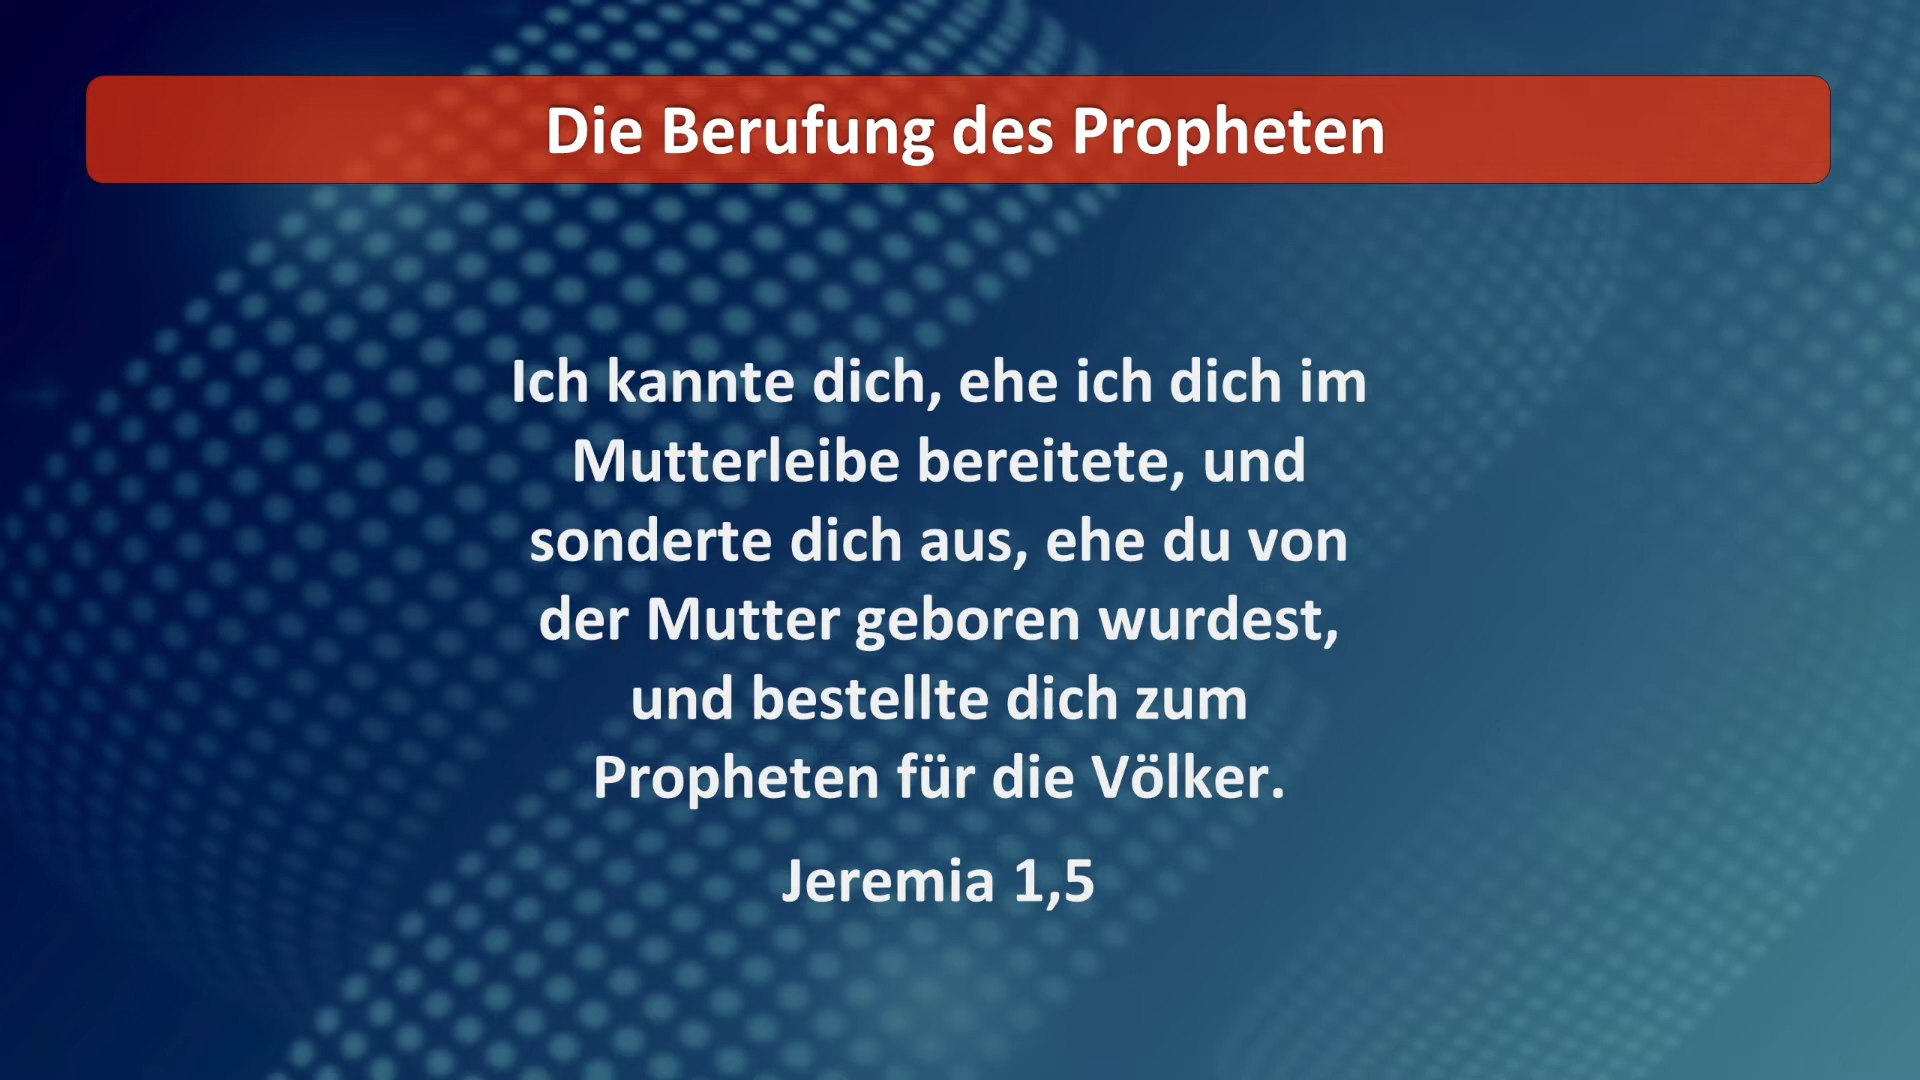 Die Berufung des Propheten
Ich kannte dich, ehe ich dich im
Mutterleibe bereitete, und
sonderte dich aus, ehe du von
der Mutter geboren wurdest,
und bestellte dich zum
Propheten für die Völker.
Jeremia 1,5